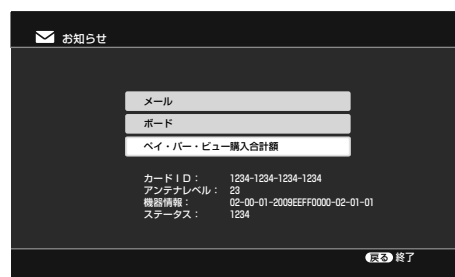 お知らせ
メール
ボード
ペイ・パー・ビュー購入合計額
カードID： 1234-1234-1234-1234
アンテナレベル： 23
機器情報： 02-00-01-2009EEFF0000-02-01-01
ステータス： 1234
戻る 終了